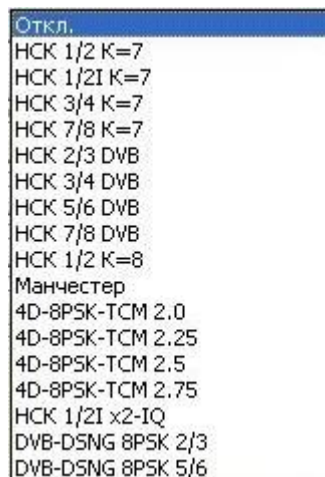 Откл.
НСК 1/2 K=7
НСК 1/2I K=7
НСК 3/4 K=7
НСК 7/8 K=7
НСК 2/3 DVB
НСК 3/4 DVB
НСК 5/6 DVB
НСК 7/8 DVB
НСК 1/2 K=8
Манчестер
4D-8PSK-TCM 2.0
4D-8PSK-TCM 2.25
4D-8PSK-TCM 2.5
4D-8PSK-TCM 2.75
НСК 1/2I x2-IQ
DVB-DSNG 8PSK 2/3
DVB-DSNG 8PSK 5/6